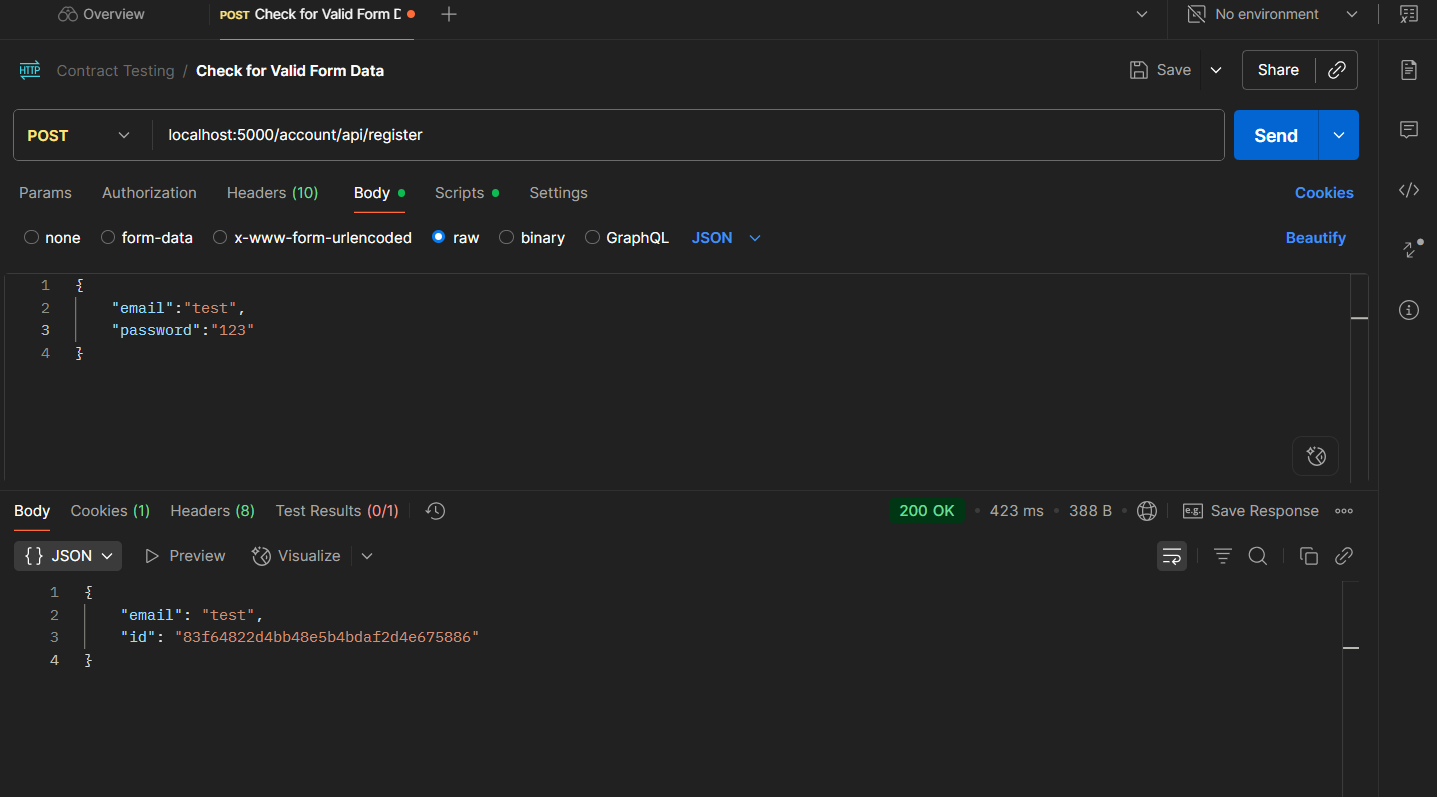 Overview POST Check for Valid Form D No environment
HTTP Contract Testing / Check for Valid Form Data Save Share
POST localhost:5000/account/api/register Send
Params Authorization Headers (10) Body Scripts Settings Cookies
none form-data x-www-form-urlencoded raw binary GraphQL JSON Beautify
1 {
2 "email":"test",
3 "password":"123"
4 }
Body Cookies (1) Headers (8) Test Results (0/1) 200 OK • 423 ms • 388 B • e.g. Save Response
{} JSON Preview Visualize
1 {
2 "email": "test",
3 "id": "83f64822d4bb48e5b4bdaf2d4e675886"
4 }